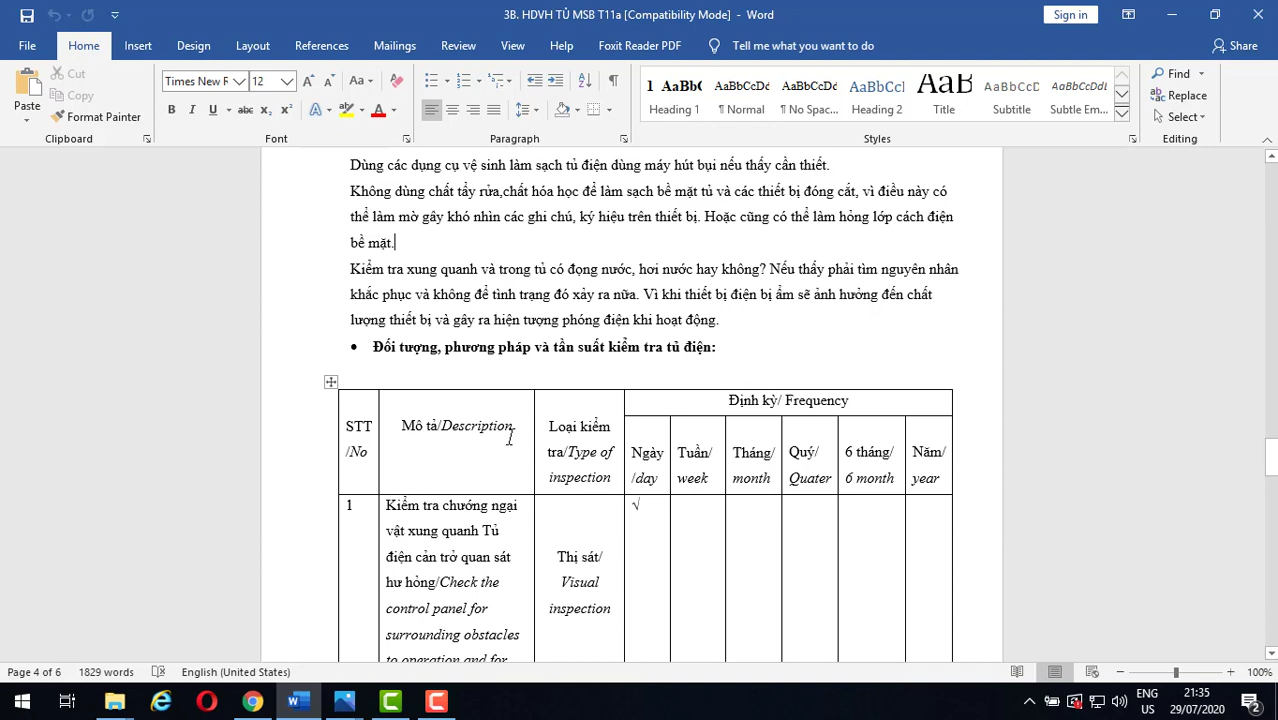 3B. HDVH TỦ MSB T11a [Compatibility Mode] - Word
Sign in
File Home Insert Design Layout References Mailings Review View Help Foxit Reader PDF Tell me what you want to do Share
Paste
Cut
Copy
Format Painter
Clipboard
Times New R 12
Font
Paragraph
1 AaBbC AaBbCcDd AaBbCcDd AaBbCcI AaB AaBbCcDd AaBbCcDd
Heading 1 ¶ Normal ¶ No Spac... Heading 2 Title Subtitle Subtle Em...
Styles
Find
Replace
Select
Editing
Dùng các dụng cụ vệ sinh làm sạch tủ điện dùng máy hút bụi nếu thấy cần thiết.
Không dùng chất tẩy rửa,chất hóa học để làm sạch bề mặt tủ và các thiết bị đóng cắt, vì điều này có
thể làm mờ gây khó nhìn các ghi chú, ký hiệu trên thiết bị. Hoặc cũng có thể làm hỏng lớp cách điện
bề mặt.
Kiểm tra xung quanh và trong tủ có đọng nước, hơi nước hay không? Nếu thấy phải tìm nguyên nhân
khắc phục và không để tình trạng đó xảy ra nữa. Vì khi thiết bị điện bị ẩm sẽ ảnh hưởng đến chất
lượng thiết bị và gây ra hiện tượng phóng điện khi hoạt động.
• Đối tượng, phương pháp và tần suất kiểm tra tủ điện:
STT
/No
Mô tả/Description
Loại kiểm
tra/Type of
inspection
Định kỳ/ Frequency
Ngày
/day
Tuần/
week
Tháng/
month
Quý/
Quater
6 tháng/
6 month
Năm/
year
1
Kiểm tra chướng ngại
vật xung quanh Tủ
điện cản trở quan sát
hư hỏng/Check the
control panel for
surrounding obstacles
to operation and for
Thị sát/
Visual
inspection
√
Page 4 of 6 1829 words English (United States) 100%
ENG
US
21:35
29/07/2020
2